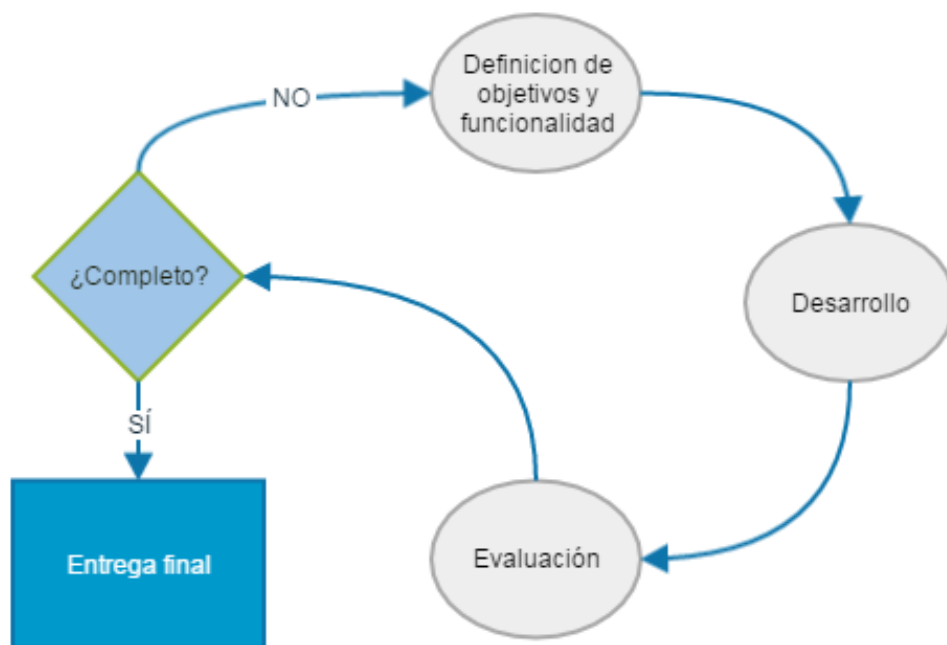 Definicion de
objetivos y
funcionalidad
NO
¿Completo?
Desarrollo
SÍ
Evaluación
Entrega final